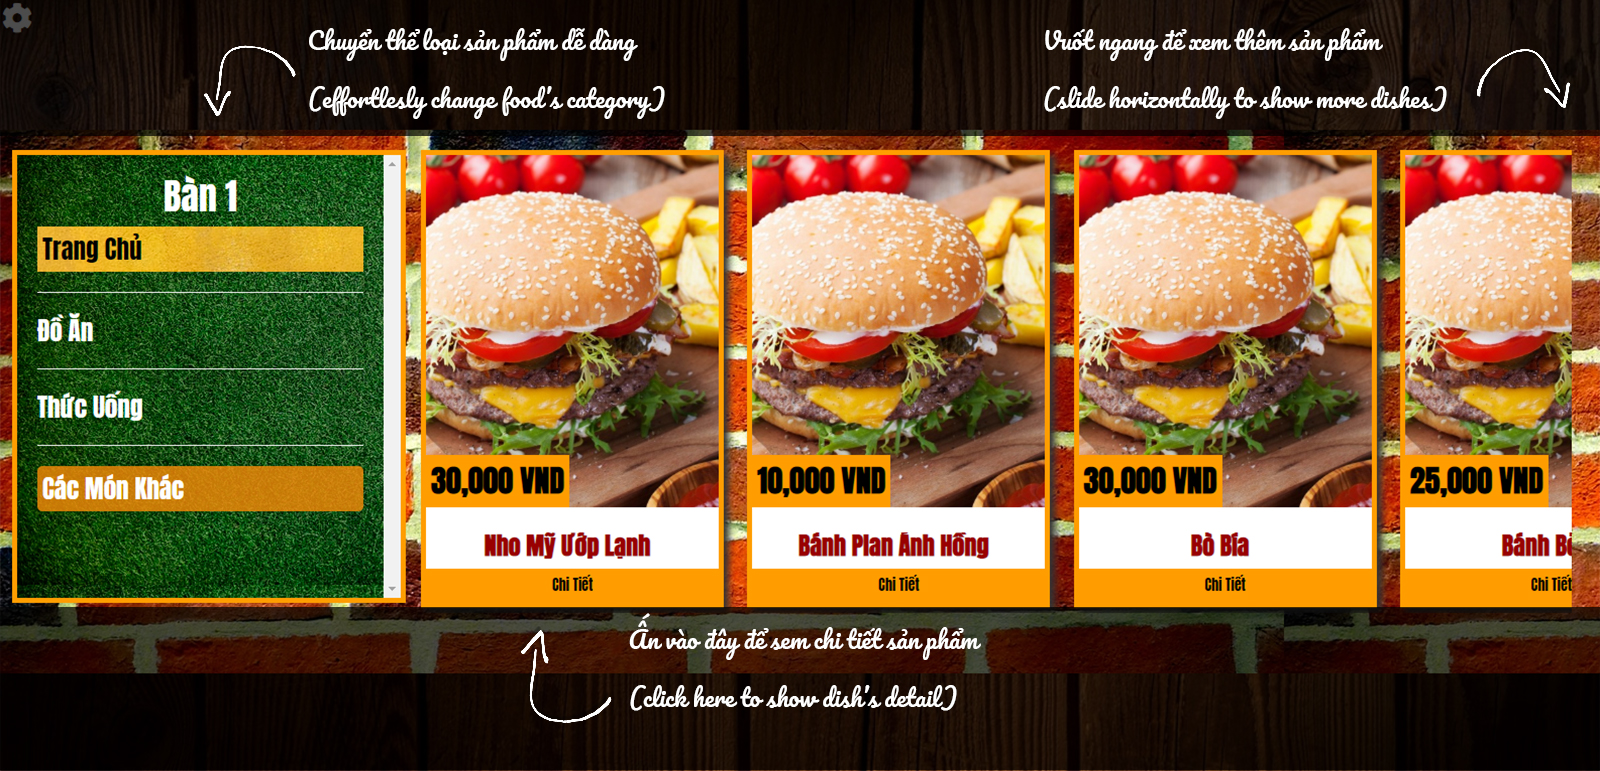 Chuyển thể loại sản phẩm dễ dàng
(effortlesly change food's category)
Vuốt ngang để xem thêm sản phẩm
(slide horizontally to show more dishes)
Bàn 1
Trang Chủ
Đồ Ăn
Thức Uống
Các Món Khác
30,000 VND
Nho Mỹ Ướp Lạnh
Chi Tiết
10,000 VND
Bánh Plan Ánh Hồng
Chi Tiết
30,000 VND
Bò Bía
Chi Tiết
25,000 VND
Bánh
Chi Tiết
Ấn vào đây để sem chi tiết sản phẩm
(click here to show dish's detail)